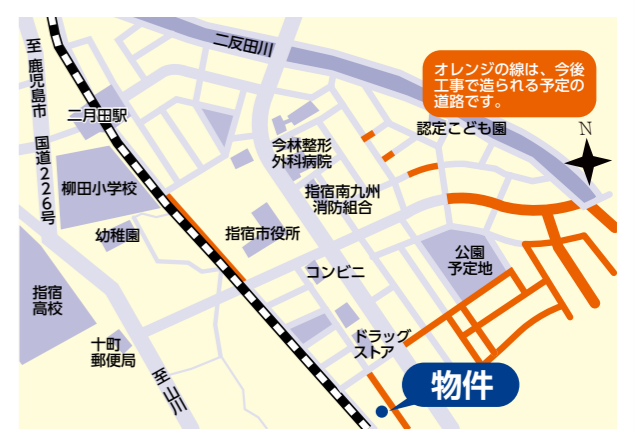 至 鹿児島市
国道226号
二月田駅
二反田川
オレンジの線は、今後
工事で造られる予定の
道路です。
認定こども園
N
今林整形
外科病院
柳田小学校
指宿南九州
消防組合
幼稚園
指宿市役所
公園
予定地
コンビニ
指宿
高校
十町
郵便局
ドラッグ
ストア
至 山川
物件